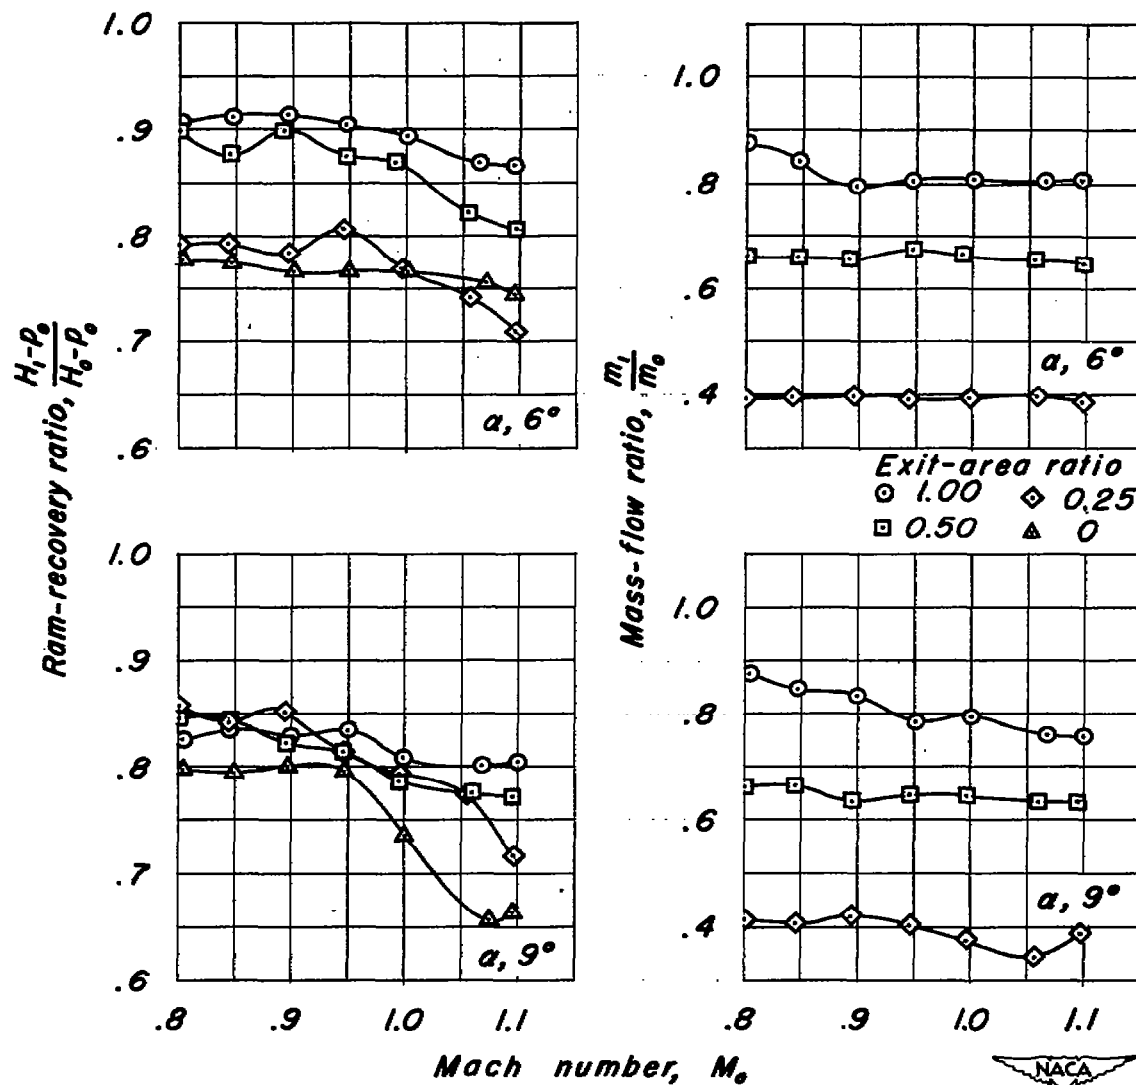 1.0
.9
.8
.7
.6
α, 6°
Ram-recovery ratio, H₁-P₀ / H₀-P₀
1.0
.8
.6
.4
α, 6°
Mass-flow ratio, m₁ / m₀
Exit-area ratio
⊙ 1.00 ◇ 0.25
□ 0.50 △ 0
1.0
.9
.8
.7
.6
α, 9°
.8 .9 1.0 1.1
1.0
.8
.6
.4
α, 9°
.8 .9 1.0 1.1
Mach number, M₀
NACA